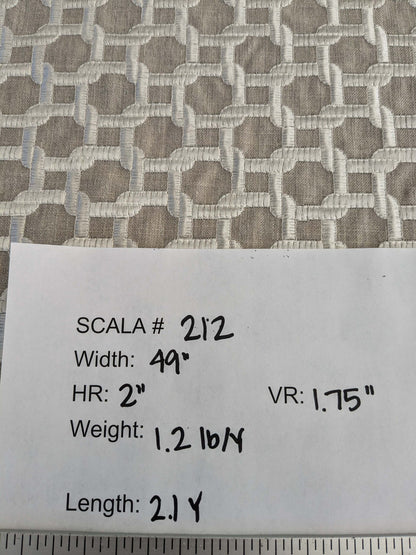 SCALA # 212
Width: 49"
HR: 2" VR: 1.75"
Weight: 1.2 lb/Y
Length: 2.1 Y